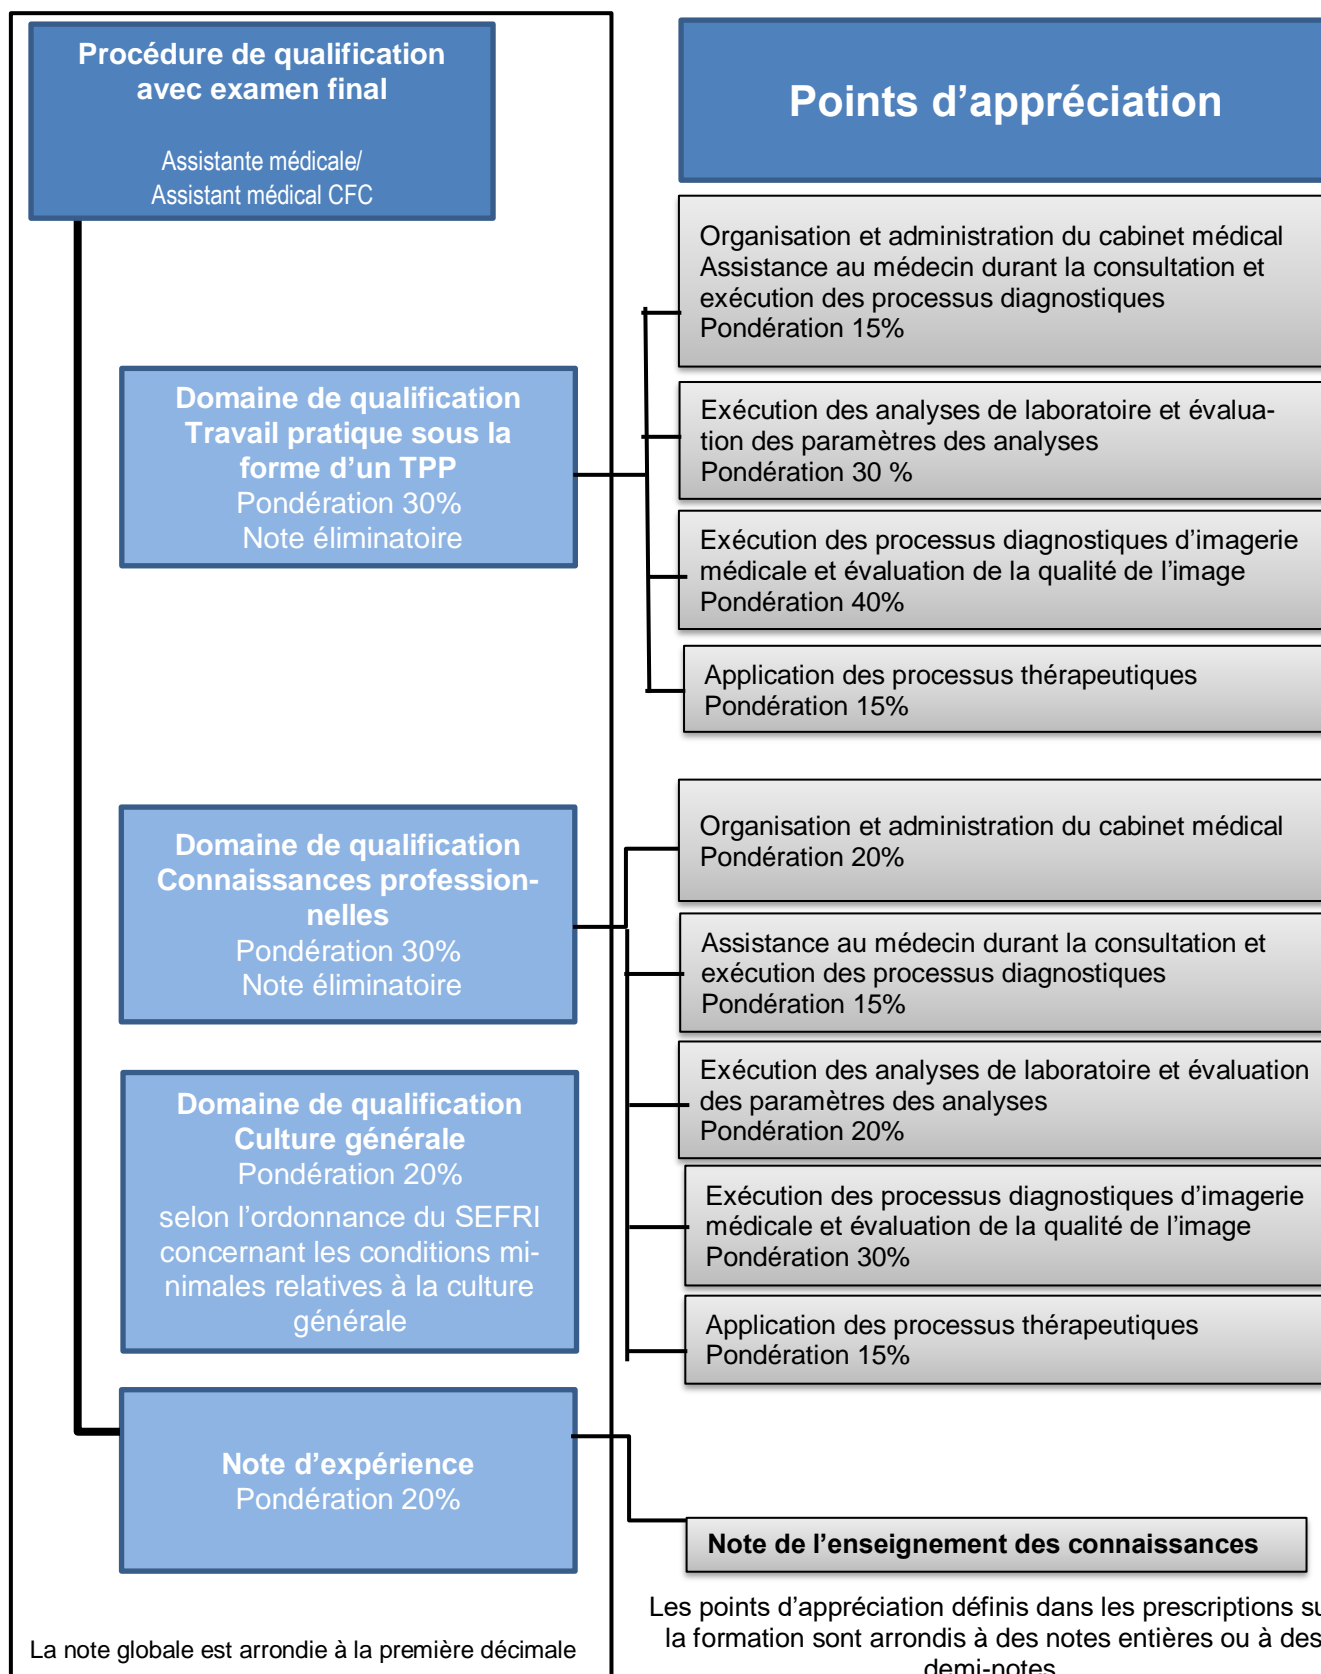 Procédure de qualification
avec examen final
Assistante médicale/
Assistant médical CFC
Points d’appréciation
Organisation et administration du cabinet médical
Assistance au médecin durant la consultation et
exécution des processus diagnostiques
Pondération 15%
Domaine de qualification
Travail pratique sous la
forme d’un TPP
Pondération 30%
Note éliminatoire
Exécution des analyses de laboratoire et évalua-
tion des paramètres des analyses
Pondération 30 %
Exécution des processus diagnostiques d’imagerie
médicale et évaluation de la qualité de l’image
Pondération 40%
Application des processus thérapeutiques
Pondération 15%
Domaine de qualification
Connaissances profession-
nelles
Pondération 30%
Note éliminatoire
Organisation et administration du cabinet médical
Pondération 20%
Assistance au médecin durant la consultation et
exécution des processus diagnostiques
Pondération 15%
Exécution des analyses de laboratoire et évaluation
des paramètres des analyses
Pondération 20%
Exécution des processus diagnostiques d’imagerie
médicale et évaluation de la qualité de l’image
Pondération 30%
Application des processus thérapeutiques
Pondération 15%
Domaine de qualification
Culture générale
Pondération 20%
selon l’ordonnance du SEFRI
concernant les conditions mi-
nimales relatives à la culture
générale
Note d’expérience
Pondération 20%
Note de l’enseignement des connaissances
Les points d’appréciation définis dans les prescriptions su
la formation sont arrondis à des notes entières ou à des
demi-notes
La note globale est arrondie à la première décimale